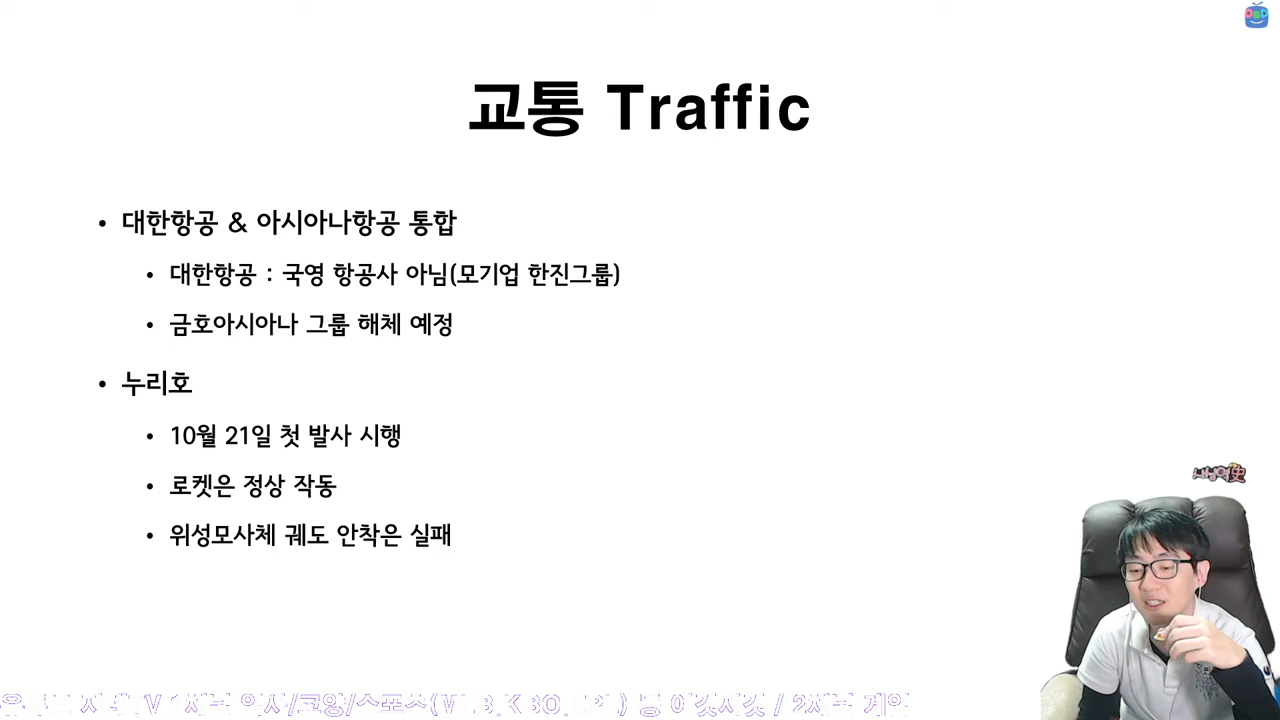 교통 Traffic
• 대한항공 & 아시아나항공 통합
• 대한항공 : 국영 항공사 아님(모기업 한진그룹)
• 금호아시아나 그룹 해체 예정
• 누리호
• 10월 21일 첫 발사 시행
• 로켓은 정상 작동
• 위성모사체 궤도 안착은 실패